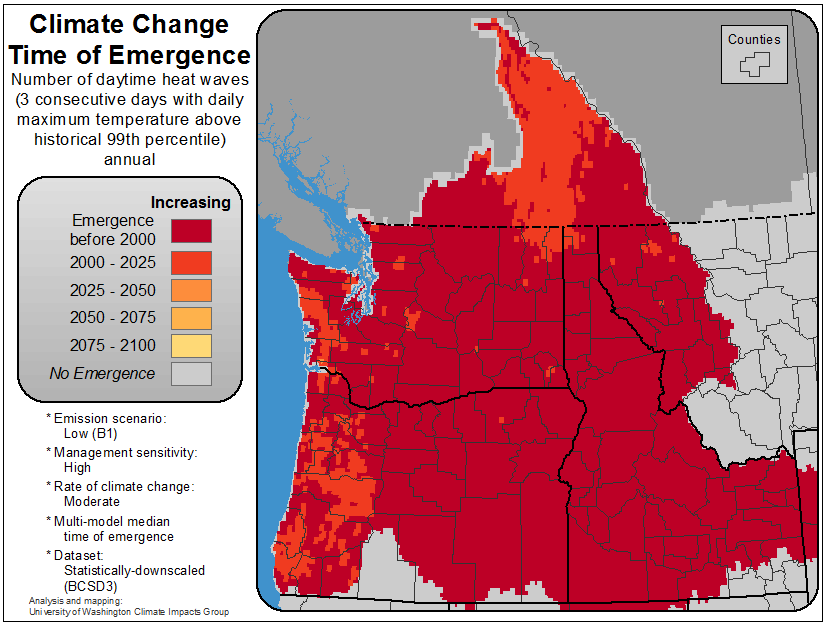 Climate Change
Time of Emergence
Number of daytime heat waves
(3 consecutive days with daily
maximum temperature above
historical 99th percentile)
annual
Increasing
Emergence
before 2000
2000 - 2025
2025 - 2050
2050 - 2075
2075 - 2100
No Emergence
* Emission scenario:
Low (B1)
* Management sensitivity:
High
* Rate of climate change:
Moderate
* Multi-model median
time of emergence
* Dataset:
Statistically-downscaled
(BCSD3)
Analysis and mapping:
University of Washington Climate Impacts Group
Counties